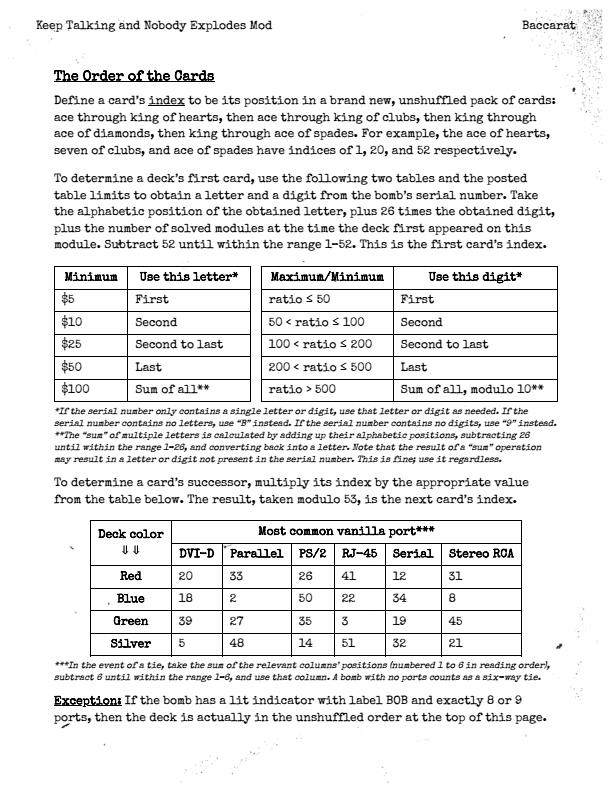 Keep Talking and Nobody Explodes Mod Baccarat
The Order of the Cards
Define a card's index to be its position in a brand new, unshuffled pack of cards:
ace through king of hearts, then ace through king of clubs, then king through
ace of diamonds, then king through ace of spades. For example, the ace of hearts,
seven of clubs, and ace of spades have indices of 1, 20, and 52 respectively.
To determine a deck's first card, use the following two tables and the posted
table limits to obtain a letter and a digit from the bomb's serial number. Take
the alphabetic position of the obtained letter, plus 26 times the obtained digit,
plus the number of solved modules at the time the deck first appeared on this
module. Subtract 52 until within the range 1-52. This is the first card's index.
Minimum Use this letter* Maximum/Minimum Use this digit*
$5 First ratio ≤ 50 First
$10 Second 50 < ratio ≤ 100 Second
$25 Second to last 100 < ratio ≤ 200 Second to last
$50 Last 200 < ratio ≤ 500 Last
$100 Sum of all** ratio > 500 Sum of all, modulo 10**
*If the serial number only contains a single letter or digit, use that letter or digit as needed. If the
serial number contains no letters, use "B" instead. If the serial number contains no digits, use "9" instead.
**The "sum" of multiple letters is calculated by adding up their alphabetic positions, subtracting 26
until within the range 1-26, and converting back into a letter. Note that the result of a "sum" operation
may result in a letter or digit not present in the serial number. This is fine; use it regardless.
To determine a card's successor, multiply its index by the appropriate value
from the table below. The result, taken modulo 53, is the next card's index.
Deck color Most common vanilla port***
⇓ ⇓ DVI-D Parallel PS/2 RJ-45 Serial Stereo RCA
Red 20 33 26 41 12 31
Blue 18 2 50 22 34 8
Green 39 27 35 3 19 45
Silver 5 48 14 51 32 21
***In the event of a tie, take the sum of the relevant columns' positions (numbered 1 to 6 in reading order),
subtract 6 until within the range 1-6, and use that column. A bomb with no ports counts as a six-way tie.
Exception: If the bomb has a lit indicator with label BOB and exactly 8 or 9
ports, then the deck is actually in the unshuffled order at the top of this page.